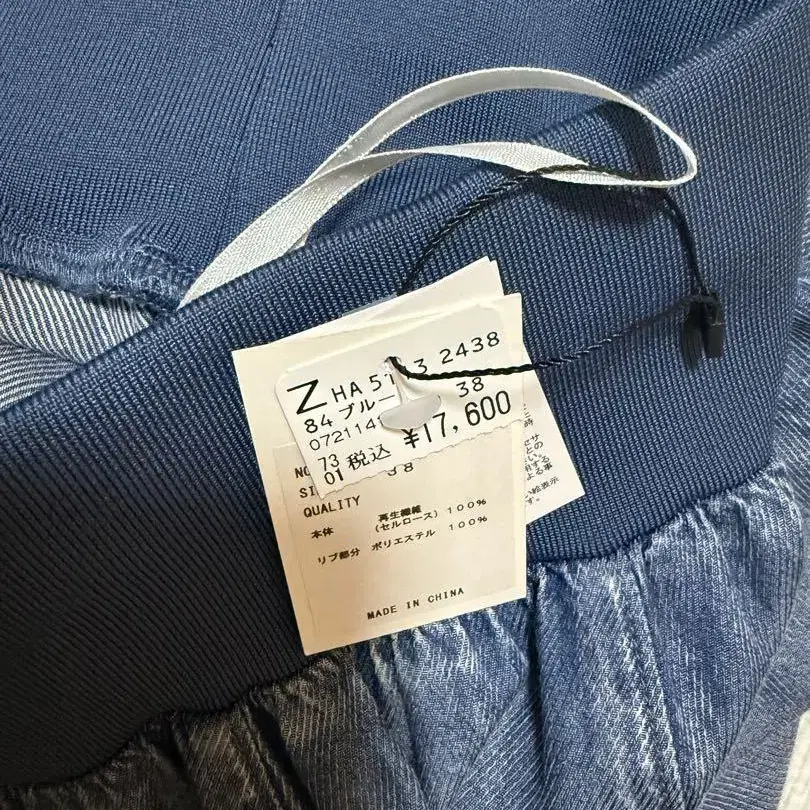 Z HA 51 3 2438
84 ブルー 38
072114
73
01 税込 ¥17,600
NO
SI 38
QUALITY
本体 再生繊維 (セルロース) 100%
リブ部分 ポリエステル 100%
MADE IN CHINA